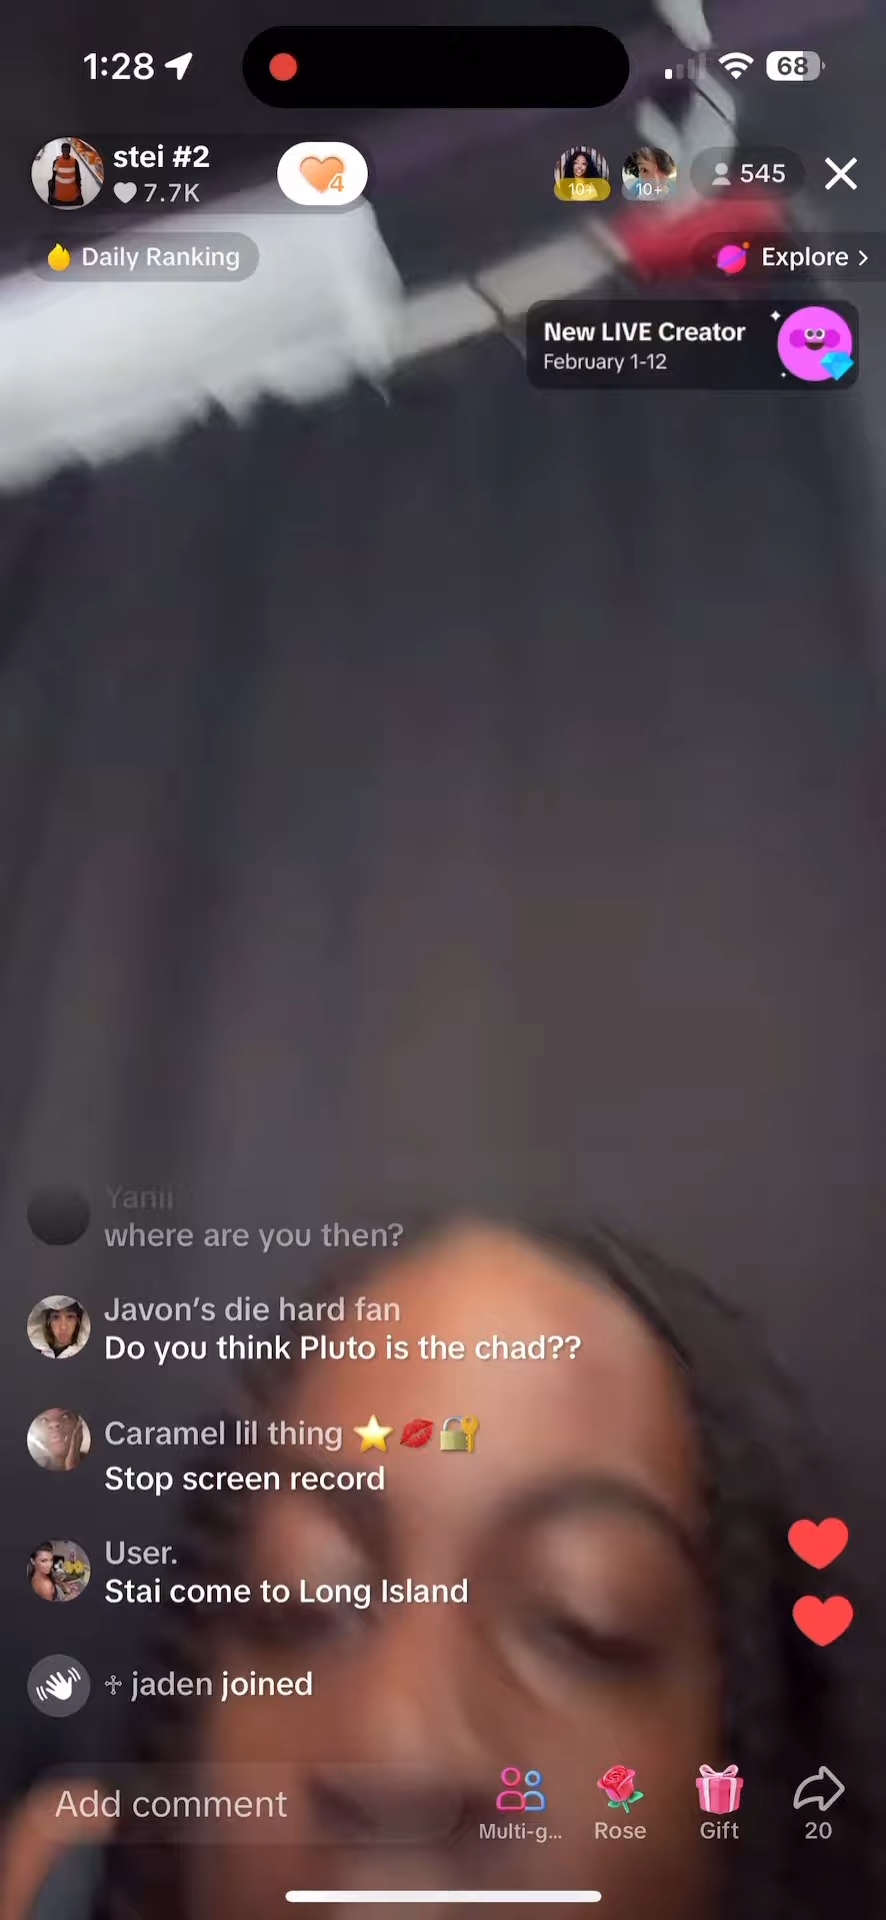 1:28
68
stei #2
7.7K
4
10+
10+
545
Daily Ranking
Explore >
New LIVE Creator
February 1-12
Yanii
where are you then?
Javon's die hard fan
Do you think Pluto is the chad??
Caramel lil thing ⭐💋🔐
Stop screen record
User.
Stai come to Long Island
♱ jaden joined
Add comment
Multi-g...
Rose
Gift
20